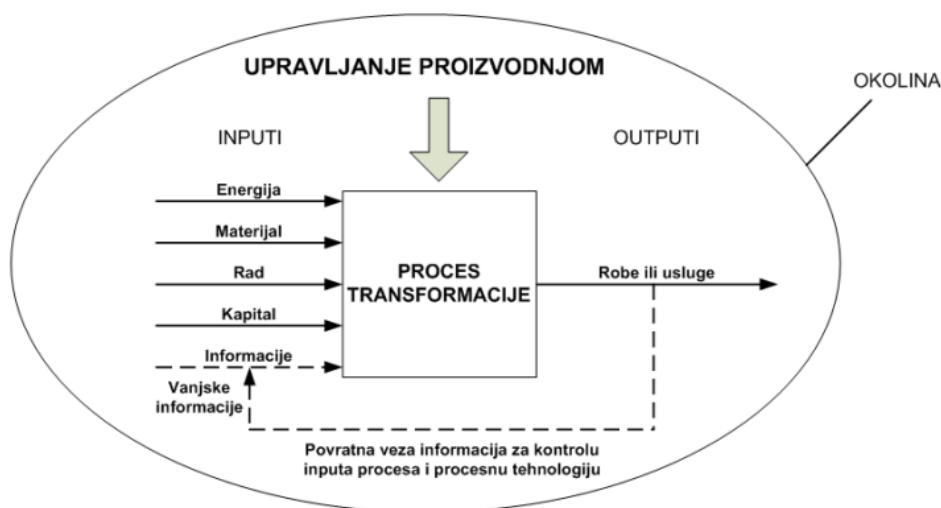 UPRAVLJANJE PROIZVODNJOM
OKOLINA
INPUTI
OUTPUTI
Energija
Materijal
Rad
Kapital
Informacije
Vanjske
informacije
PROCES
TRANSFORMACIJE
Robe ili usluge
Povratna veza informacija za kontrolu
inputa procesa i procesnu tehnologiju